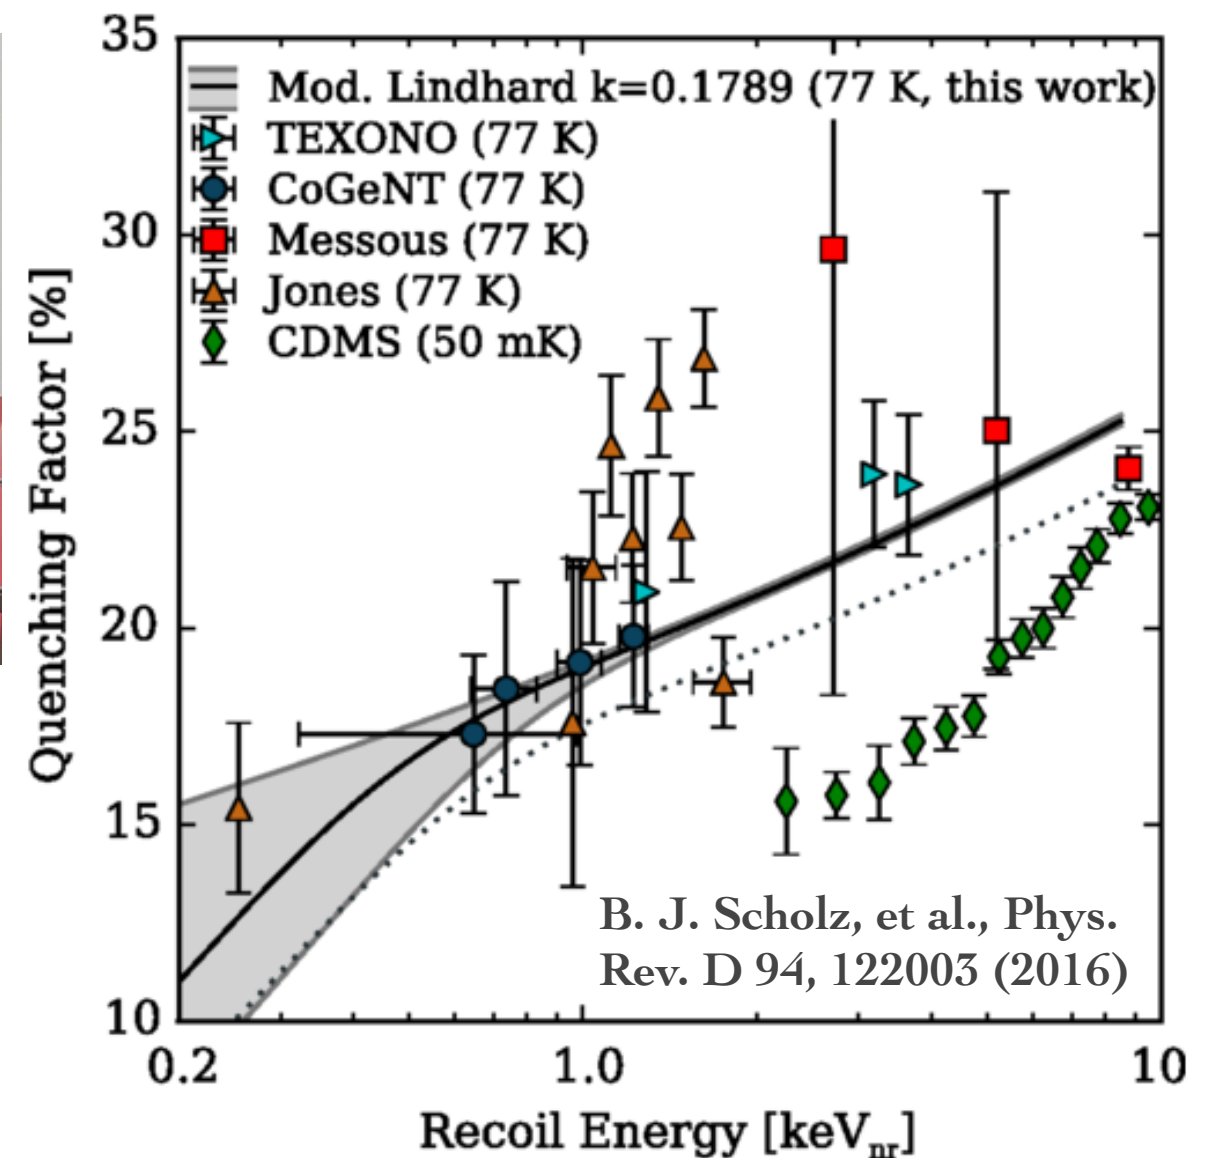 35
Mod. Lindhard k=0.1789 (77 K, this work)
TEXONO (77 K)
CoGeNT (77 K)
30
Messous (77 K)
Jones (77 K)
CDMS (50 mK)
25
Quenching Factor [%]
20
15
B. J. Scholz, et al., Phys.
Rev. D 94, 122003 (2016)
10
0.2 1.0 10
Recoil Energy [keVnr]